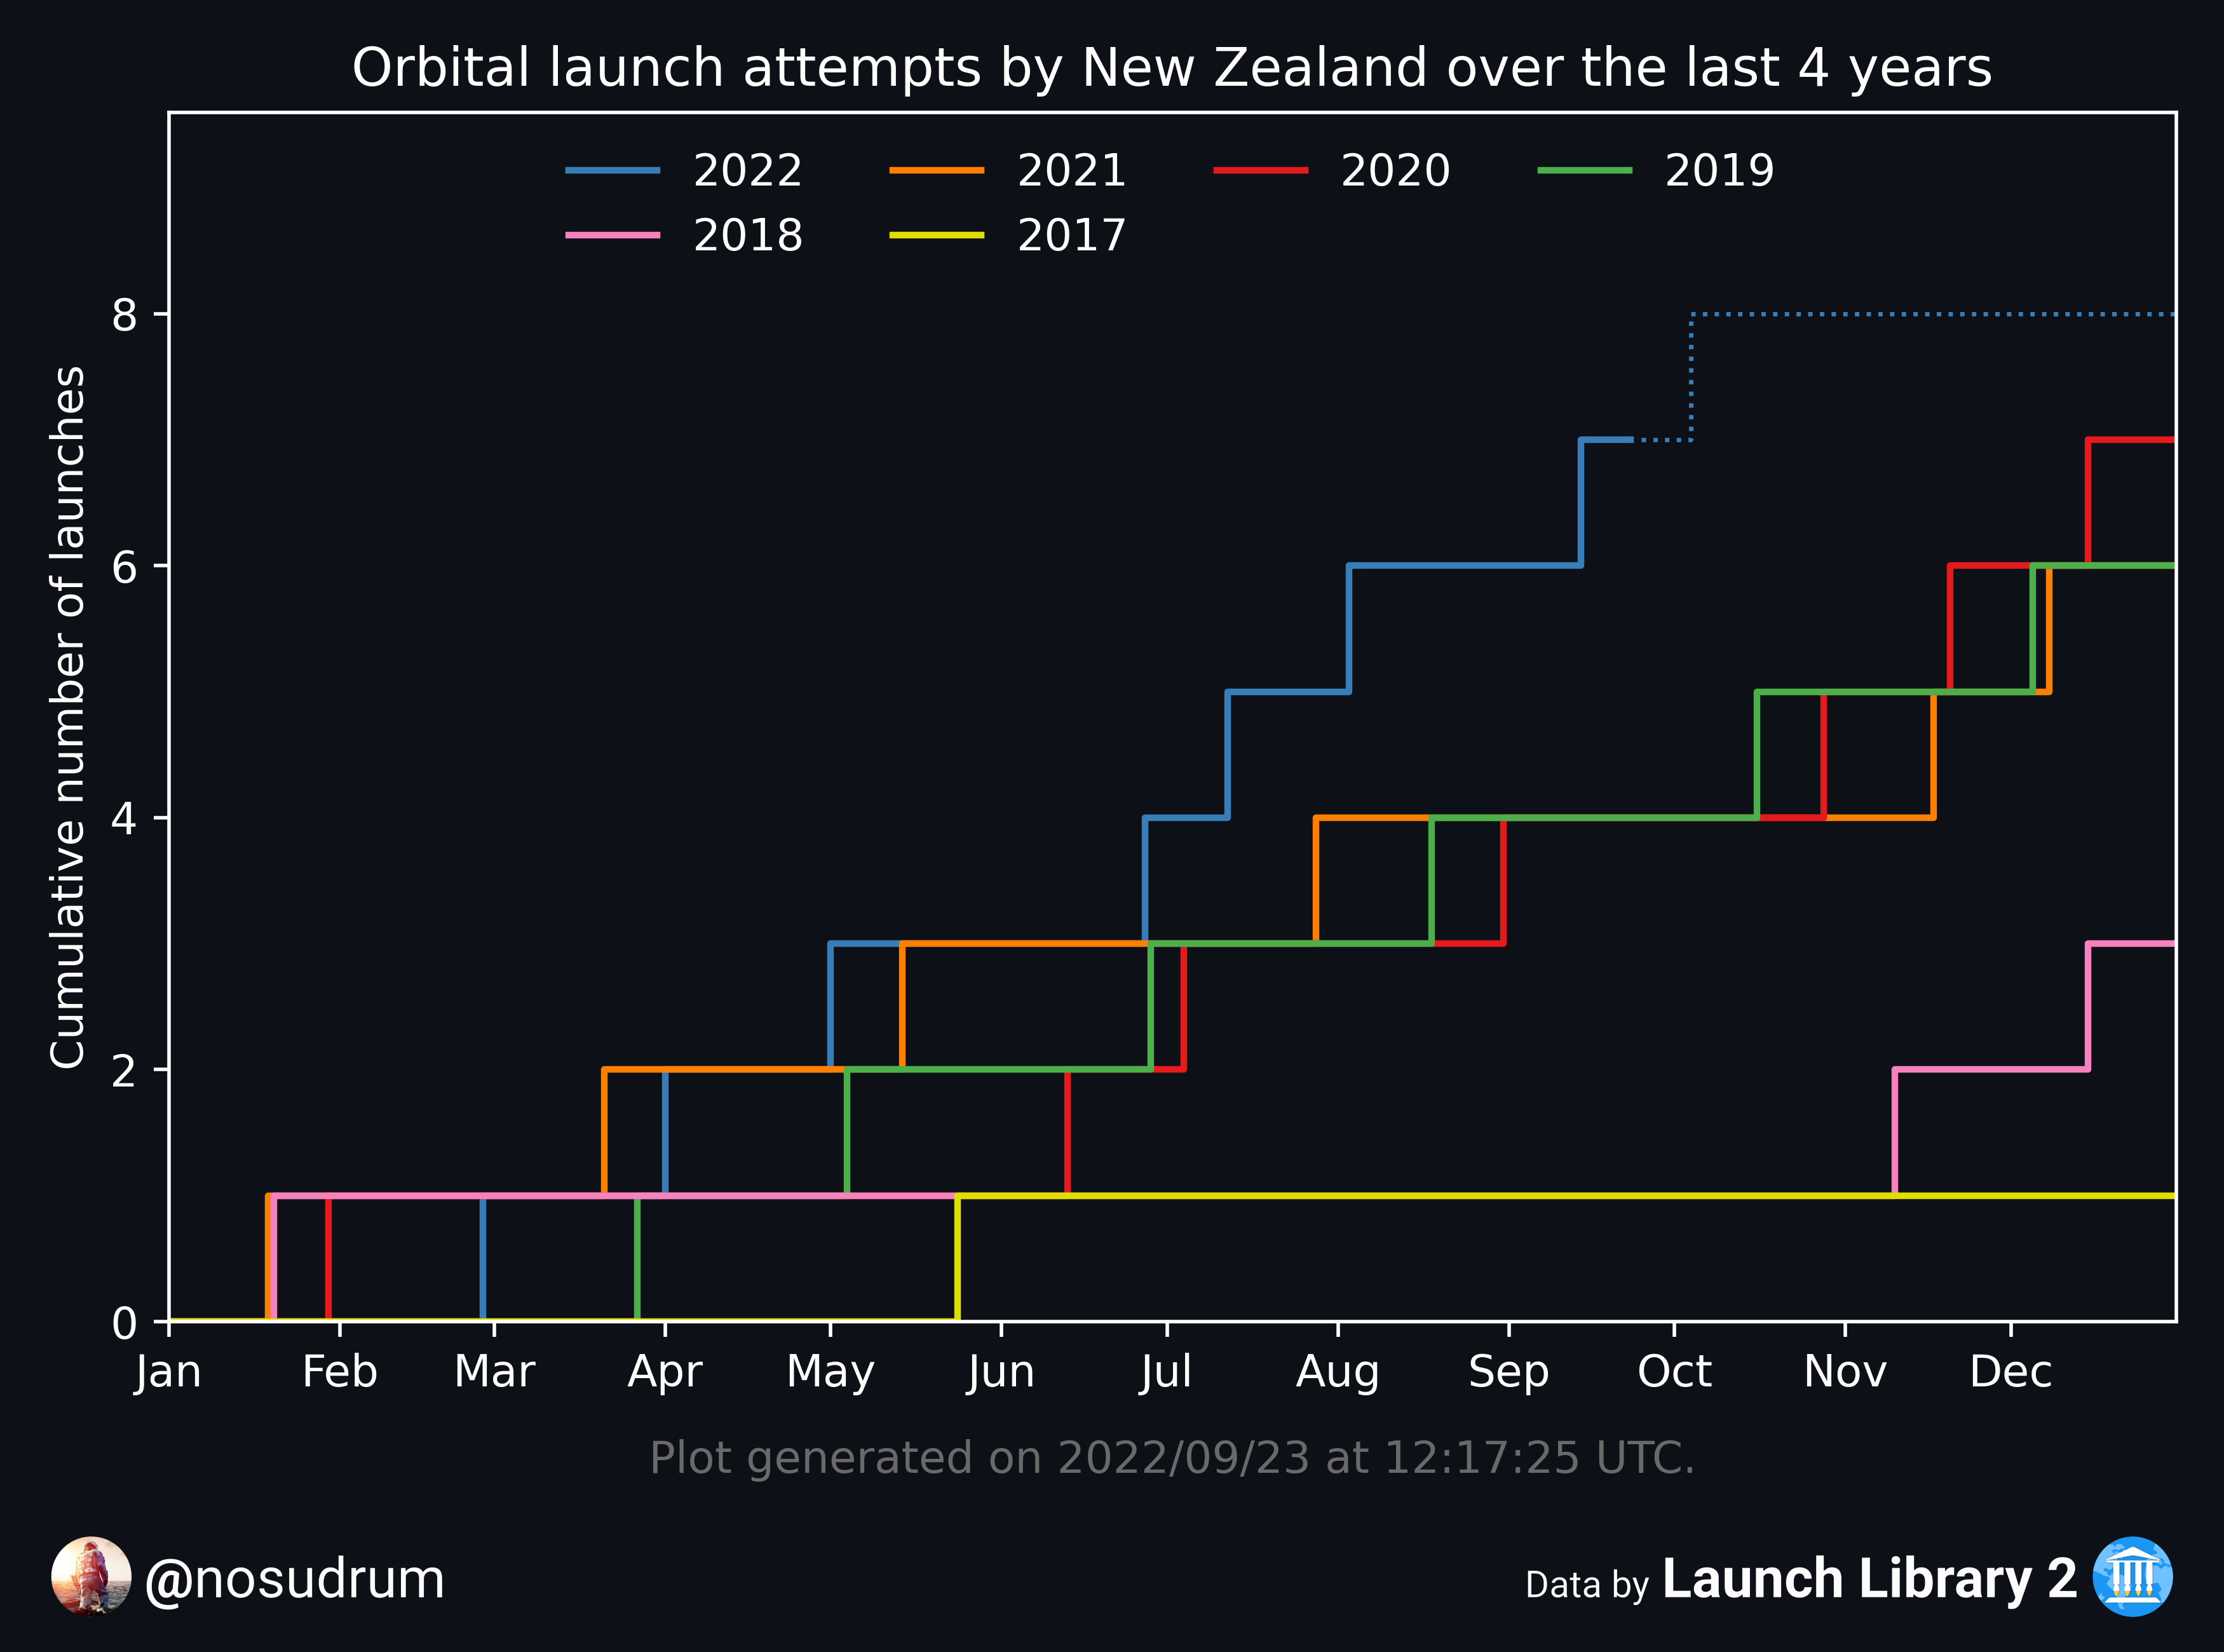 Orbital launch attempts by New Zealand over the last 4 years
2022 2021 2020 2019
2018 2017
Cumulative number of launches
8
6
4
2
0
Jan Feb Mar Apr May Jun Jul Aug Sep Oct Nov Dec
Plot generated on 2022/09/23 at 12:17:25 UTC.
@nosudrum
Data by Launch Library 2